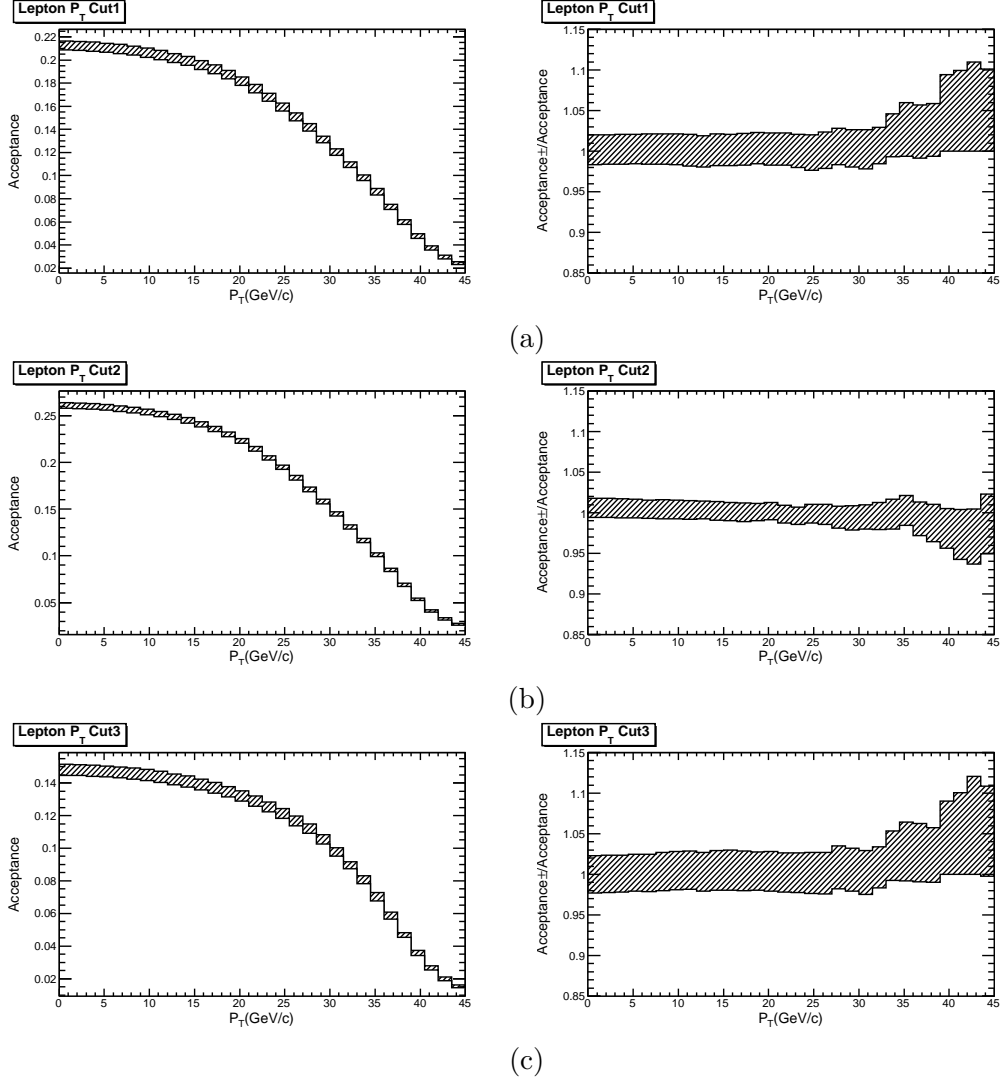 Lepton P_T Cut1
Acceptance
0.22
0.2
0.18
0.16
0.14
0.12
0.1
0.08
0.06
0.04
0.02
0 5 10 15 20 25 30 35 40 45
P_T(GeV/c)
Lepton P_T Cut1
Acceptance±/Acceptance
1.15
1.1
1.05
1
0.95
0.9
0.85
0 5 10 15 20 25 30 35 40 45
P_T(GeV/c)
(a)
Lepton P_T Cut2
Acceptance
0.25
0.2
0.15
0.1
0.05
0 5 10 15 20 25 30 35 40 45
P_T(GeV/c)
Lepton P_T Cut2
Acceptance±/Acceptance
1.15
1.1
1.05
1
0.95
0.9
0.85
0 5 10 15 20 25 30 35 40 45
P_T(GeV/c)
(b)
Lepton P_T Cut3
Acceptance
0.14
0.12
0.1
0.08
0.06
0.04
0.02
0 5 10 15 20 25 30 35 40 45
P_T(GeV/c)
Lepton P_T Cut3
Acceptance±/Acceptance
1.15
1.1
1.05
1
0.95
0.9
0.85
0 5 10 15 20 25 30 35 40 45
P_T(GeV/c)
(c)